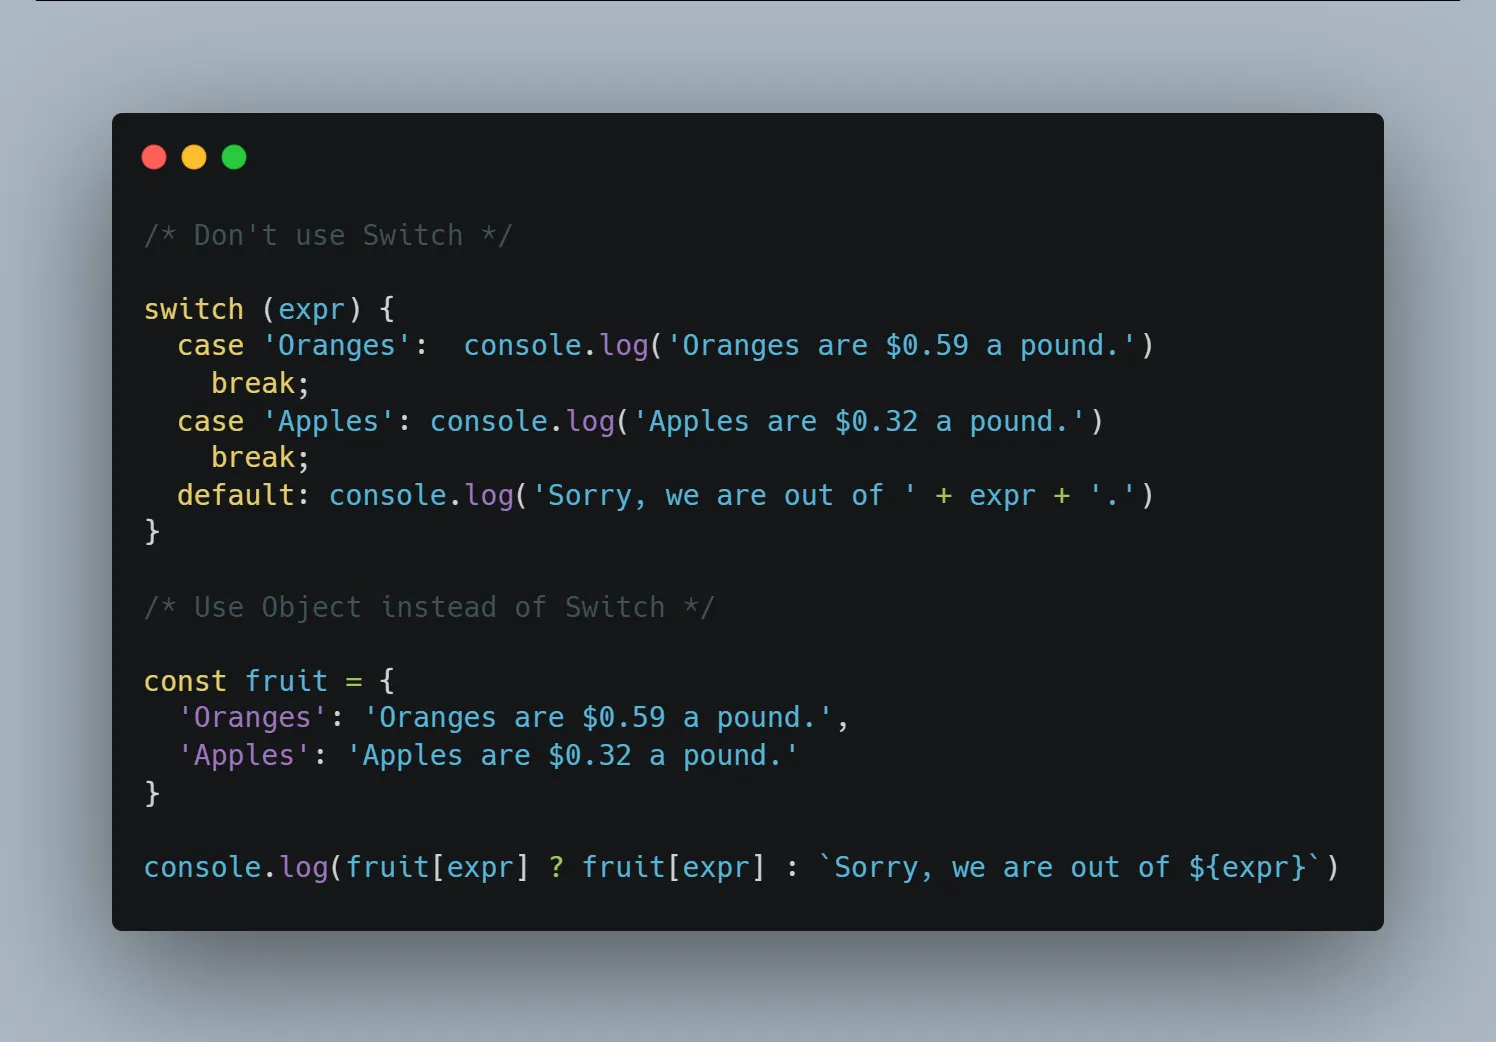 /* Don't use Switch */
switch (expr) {
  case 'Oranges':  console.log('Oranges are $0.59 a pound.')
    break;
  case 'Apples': console.log('Apples are $0.32 a pound.')
    break;
  default: console.log('Sorry, we are out of ' + expr + '.')
}
/* Use Object instead of Switch */
const fruit = {
  'Oranges': 'Oranges are $0.59 a pound.',
  'Apples': 'Apples are $0.32 a pound.'
}
console.log(fruit[expr] ? fruit[expr] : `Sorry, we are out of ${expr}`)